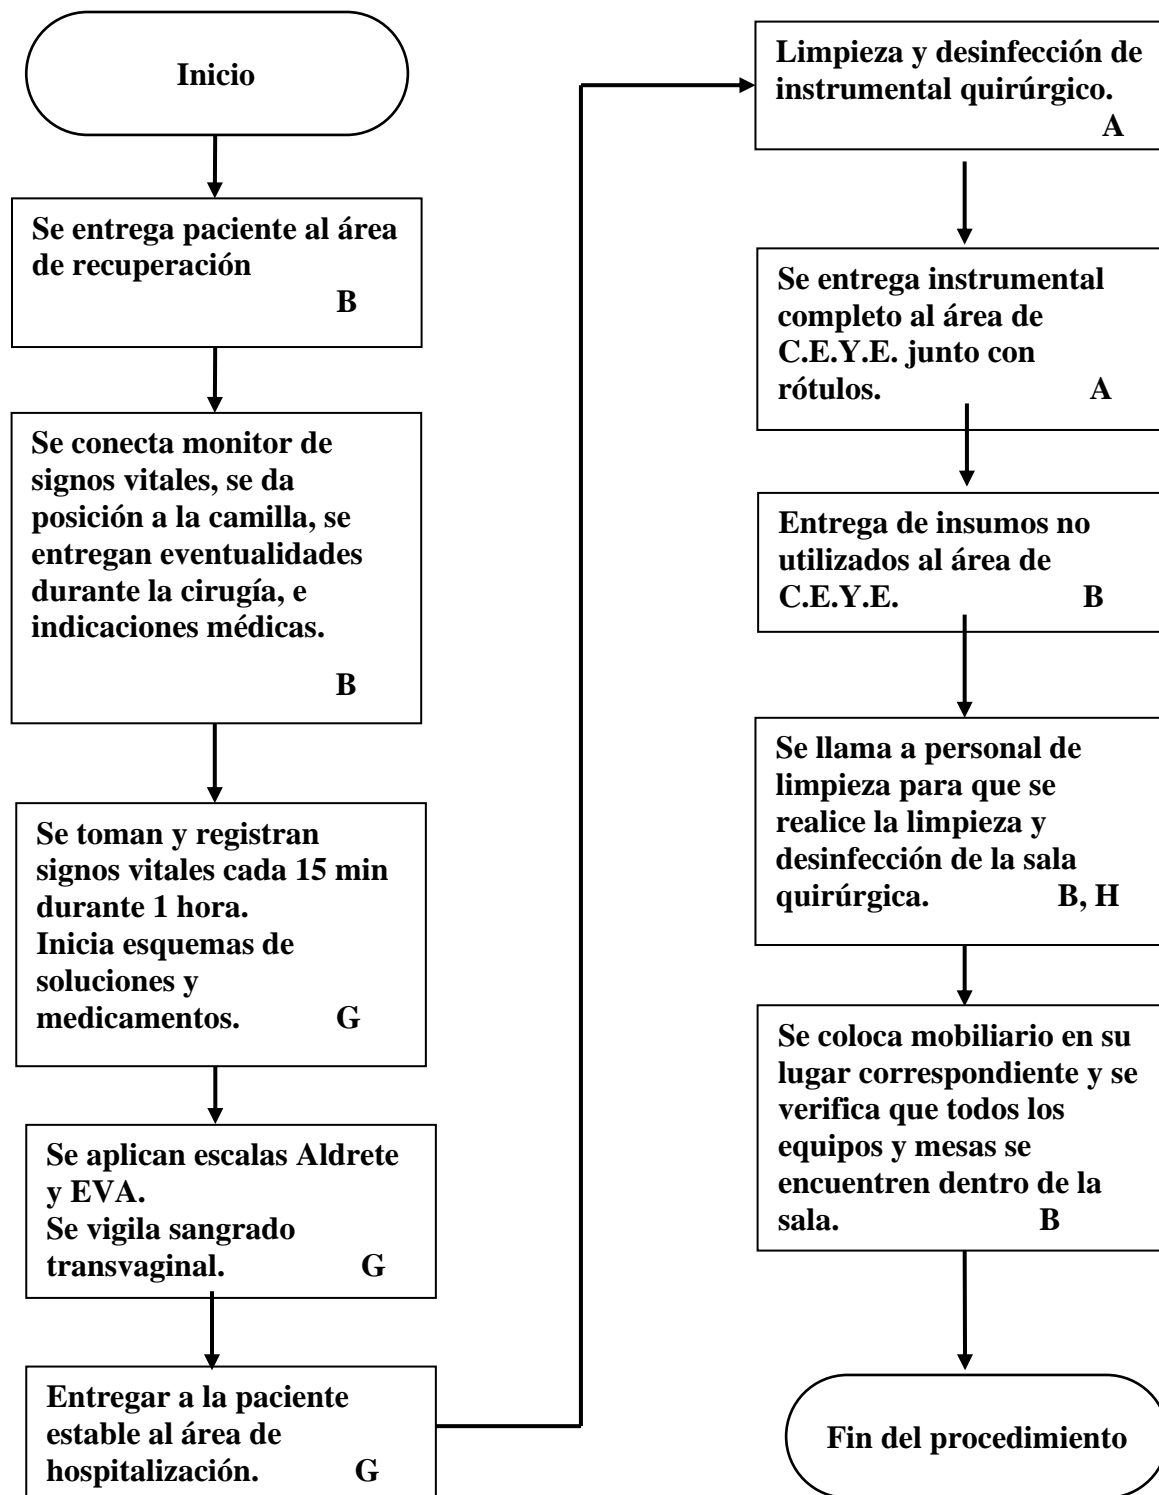 Inicio
Se entrega paciente al área
de recuperación
B
Se conecta monitor de
signos vitales, se da
posición a la camilla, se
entregan eventualidades
durante la cirugía, e
indicaciones médicas.
B
Se toman y registran
signos vitales cada 15 min
durante 1 hora.
Inicia esquemas de
soluciones y
medicamentos. G
Se aplican escalas Aldrete
y EVA.
Se vigila sangrado
transvaginal. G
Entregar a la paciente
estable al área de
hospitalización. G
Limpieza y desinfección de
instrumental quirúrgico.
A
Se entrega instrumental
completo al área de
C.E.Y.E. junto con
rótulos. A
Entrega de insumos no
utilizados al área de
C.E.Y.E. B
Se llama a personal de
limpieza para que se
realice la limpieza y
desinfección de la sala
quirúrgica. B, H
Se coloca mobiliario en su
lugar correspondiente y se
verifica que todos los
equipos y mesas se
encuentren dentro de la
sala. B
Fin del procedimiento